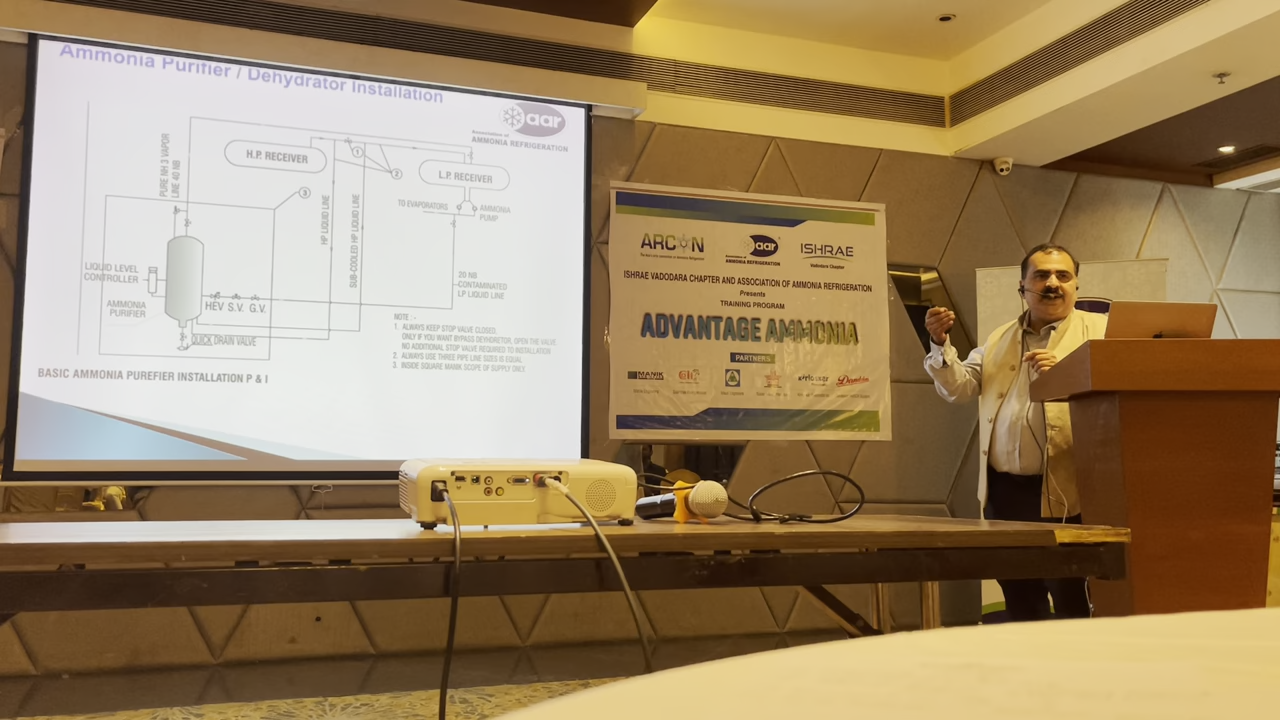 Ammonia Purifier / Dehydrator Installation
aar
Association of
AMMONIA REFRIGERATION
PURE NH 3 VAPOR
LINE 40 NB
H.P. RECEIVER
1
2
L.P. RECEIVER
3
TO EVAPORATORS
AMMONIA
PUMP
HP LIQUID LINE
SUB-COOLED HP LIQUID LINE
LIQUID LEVEL
CONTROLLER
AMMONIA
PURIFIER
HEV S.V. G.V.
20 NB
CONTAMINATED
LP LIQUID LINE
QUICK DRAIN VALVE
NOTE :-
1. ALWAYS KEEP STOP VALVE CLOSED,
ONLY IF YOU WANT BYPASS DEYHDRETOR, OPEN THE VALVE
NO ADDITIONAL STOP VALVE REQUIRED TO INSTALLATION
2. ALWAYS USE THREE PIPE LINE SIZES IS EQUAL
3. INSIDE SQUARE MANIK SCOPE OF SUPPLY ONLY
BASIC AMMONIA PUREFIER INSTALLATION P & I
ARCON
aar
Association of
AMMONIA REFRIGERATION
ISHRAE
Vadodara Chapter
ISHRAE VADODARA CHAPTER AND ASSOCIATION OF AMMONIA REFRIGERATION
Presents
TRAINING PROGRAM
ADVANTAGE AMMONIA
PARTNERS
MANIK
kirloskar